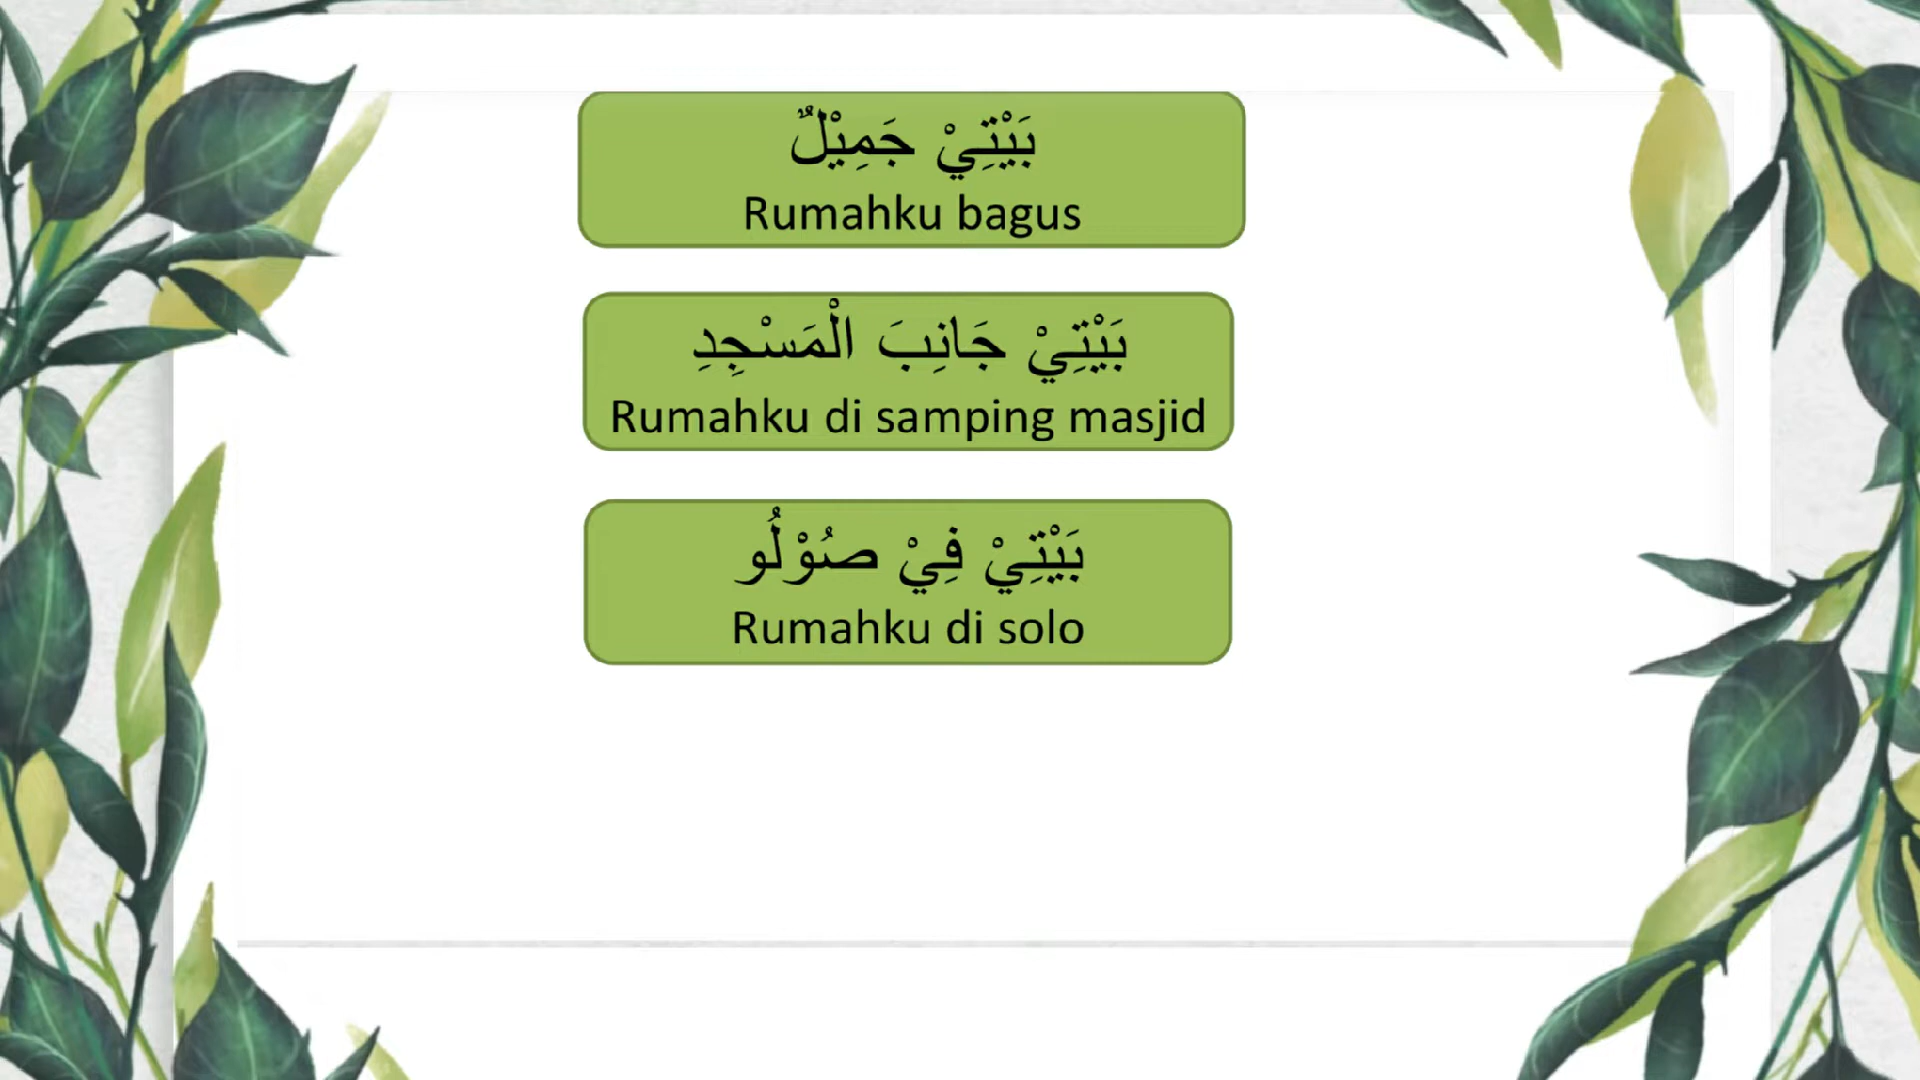 بَيْتِيْ جَمِيْلٌ
Rumahku bagus
بَيْتِيْ جَانِبَ الْمَسْجِدِ
Rumahku di samping masjid
بَيْتِيْ فِيْ صُوْلُو
Rumahku di solo